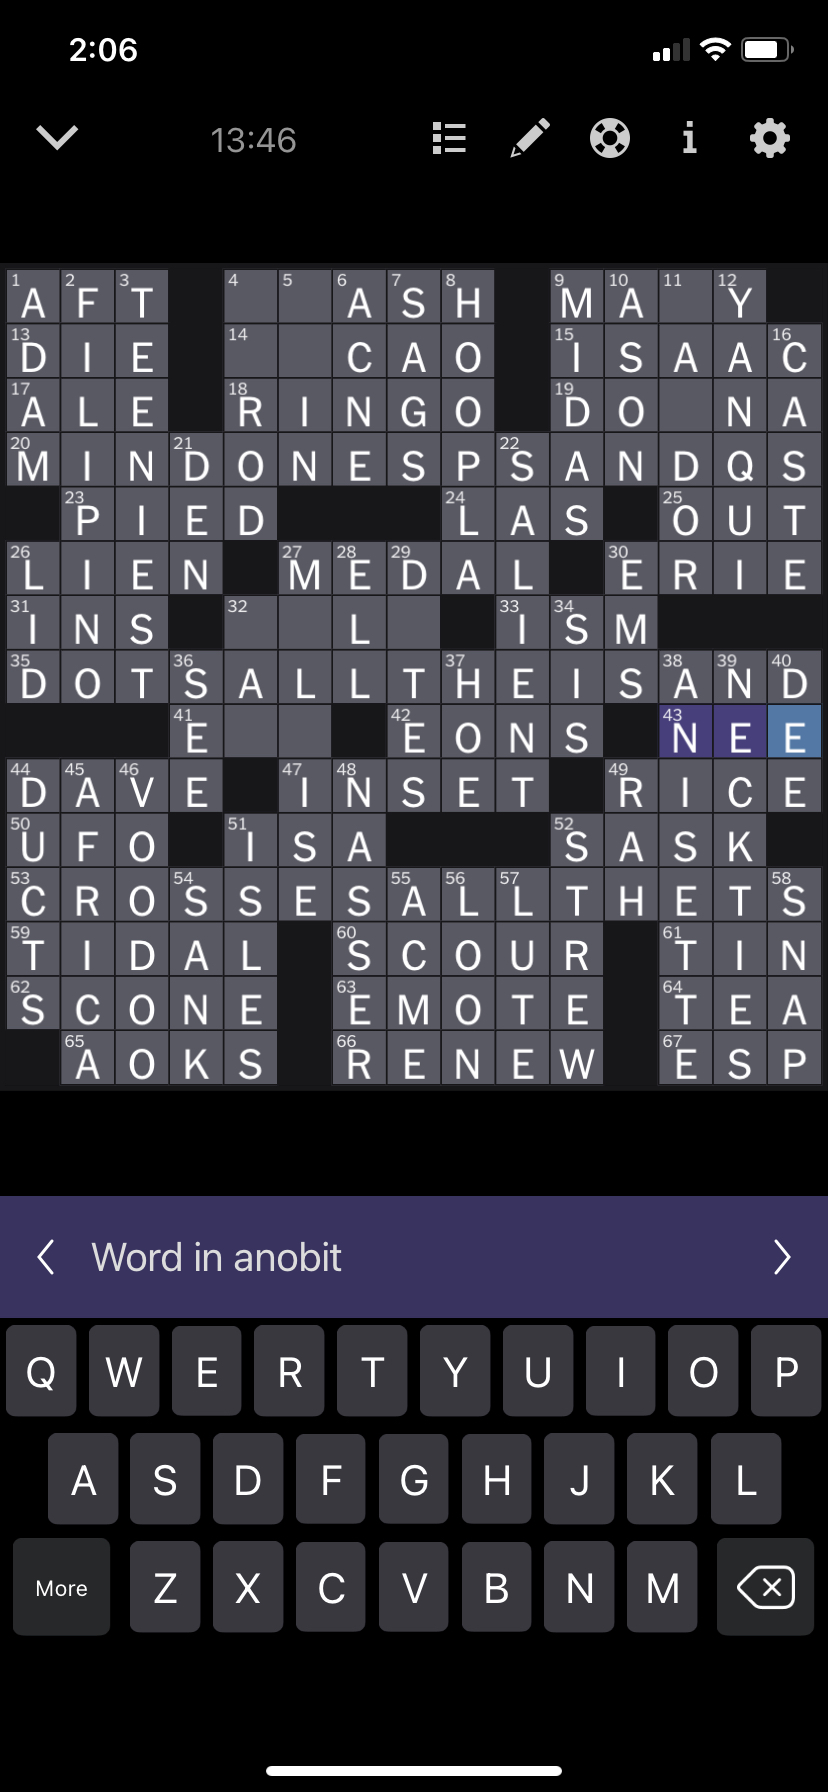 2:06
13:46
1 2 3 4 5 6 7 8 9 10 11 12
A F T A S H M A Y
13 14 15 16
D I E C A O I S A A C
17 18 19
A L E R I N G O D O N A
20 21 22
M I N D O N E S P S A N D Q S
23 24 25
P I E D L A S O U T
26 27 28 29 30
L I E N M E D A L E R I E
31 32 33 34
I N S L I S M
35 36 37 38 39 40
D O T S A L L T H E I S A N D
41 42 43
E E O N S N E E
44 45 46 47 48 49
D A V E I N S E T R I C E
50 51 52
U F O I S A S A S K
53 54 55 56 57 58
C R O S S E S A L L T H E T S
59 60 61
T I D A L S C O U R T I N
62 63 64
S C O N E E M O T E T E A
65 66 67
A O K S R E N E W E S P
Word in anobit
Q W E R T Y U I O P
A S D F G H J K L
More Z X C V B N M